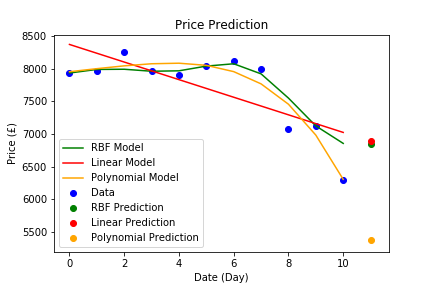 Price Prediction
8500
8000
7500
7000
6500
6000
5500
Price (£)
RBF Model
Linear Model
Polynomial Model
Data
RBF Prediction
Linear Prediction
Polynomial Prediction
0 2 4 6 8 10
Date (Day)